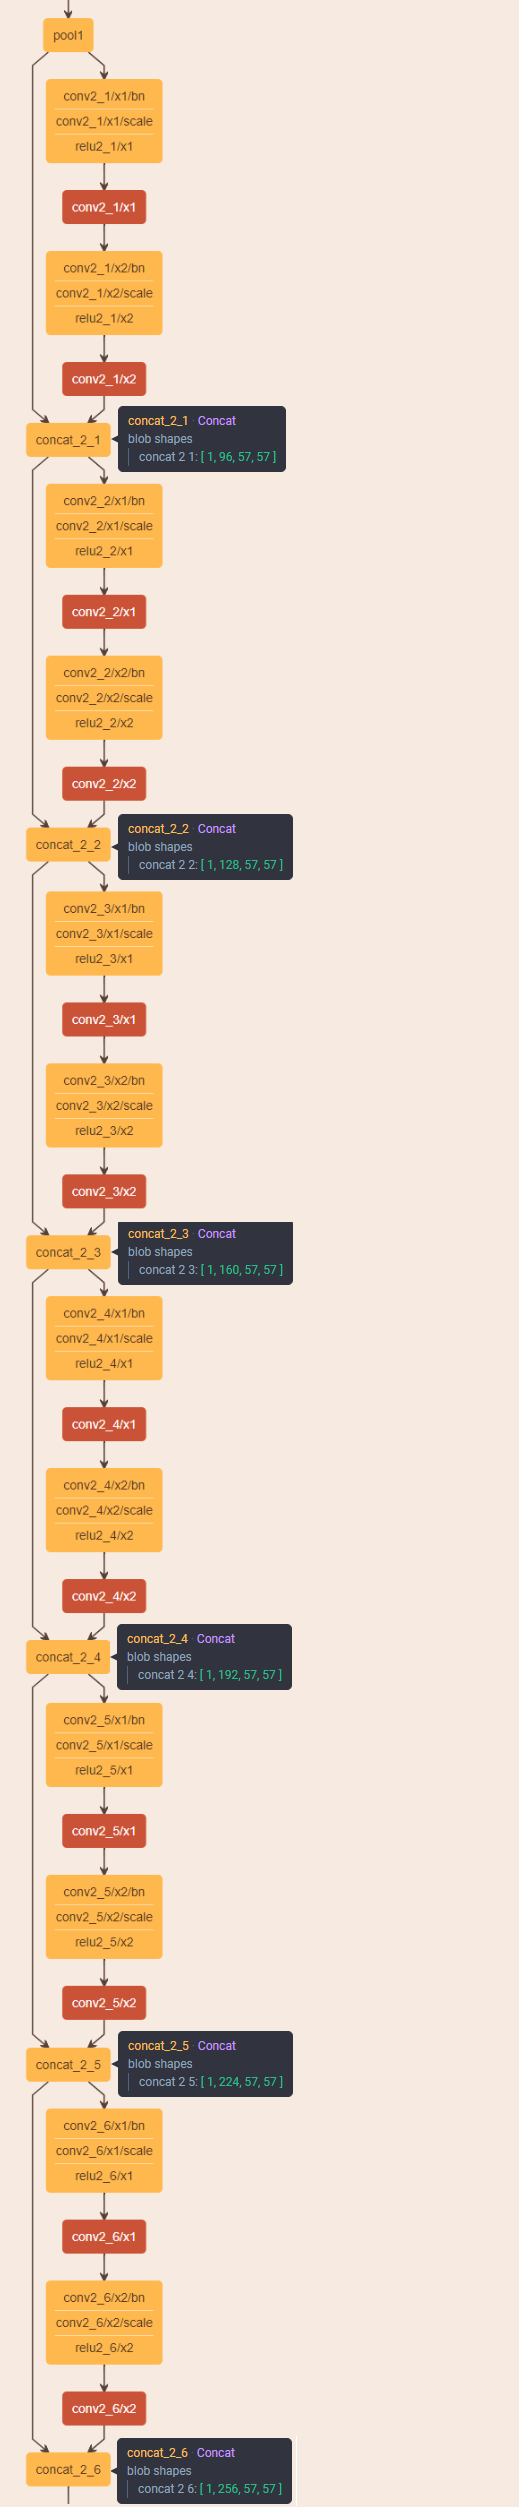 pool1
conv2_1/x1/bn
conv2_1/x1/scale
relu2_1/x1
conv2_1/x1
conv2_1/x2/bn
conv2_1/x2/scale
relu2_1/x2
conv2_1/x2
concat_2_1
concat_2_1 · Concat
blob shapes
concat 2 1: [ 1, 96, 57, 57 ]
conv2_2/x1/bn
conv2_2/x1/scale
relu2_2/x1
conv2_2/x1
conv2_2/x2/bn
conv2_2/x2/scale
relu2_2/x2
conv2_2/x2
concat_2_2
concat_2_2 · Concat
blob shapes
concat 2 2: [ 1, 128, 57, 57 ]
conv2_3/x1/bn
conv2_3/x1/scale
relu2_3/x1
conv2_3/x1
conv2_3/x2/bn
conv2_3/x2/scale
relu2_3/x2
conv2_3/x2
concat_2_3
concat_2_3 · Concat
blob shapes
concat 2 3: [ 1, 160, 57, 57 ]
conv2_4/x1/bn
conv2_4/x1/scale
relu2_4/x1
conv2_4/x1
conv2_4/x2/bn
conv2_4/x2/scale
relu2_4/x2
conv2_4/x2
concat_2_4
concat_2_4 · Concat
blob shapes
concat 2 4: [ 1, 192, 57, 57 ]
conv2_5/x1/bn
conv2_5/x1/scale
relu2_5/x1
conv2_5/x1
conv2_5/x2/bn
conv2_5/x2/scale
relu2_5/x2
conv2_5/x2
concat_2_5
concat_2_5 · Concat
blob shapes
concat 2 5: [ 1, 224, 57, 57 ]
conv2_6/x1/bn
conv2_6/x1/scale
relu2_6/x1
conv2_6/x1
conv2_6/x2/bn
conv2_6/x2/scale
relu2_6/x2
conv2_6/x2
concat_2_6
concat_2_6 · Concat
blob shapes
concat 2 6: [ 1, 256, 57, 57 ]